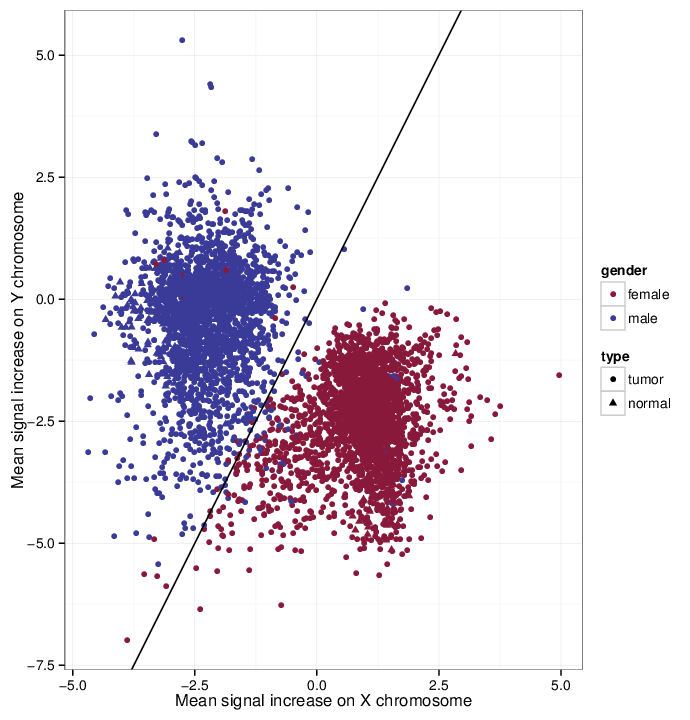 5.0
2.5
0.0
−2.5
−5.0
−7.5
Mean signal increase on Y chromosome
−5.0 −2.5 0.0 2.5 5.0
Mean signal increase on X chromosome
gender
female
male
type
tumor
normal